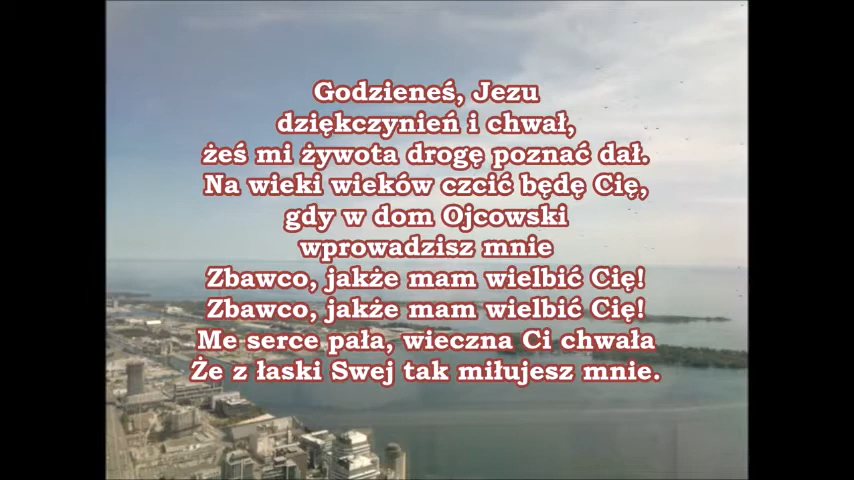 Godzieneś, Jezu
dziękczynień i chwał,
żeś mi żywota drogę poznać dał.
Na wieki wieków czcić będę Cię,
gdy w dom Ojcowski
wprowadzisz mnie
Zbawco, jakże mam wielbić Cię!
Zbawco, jakże mam wielbić Cię!
Me serce pała, wieczna Ci chwała
Że z łaski Swej tak miłujesz mnie.